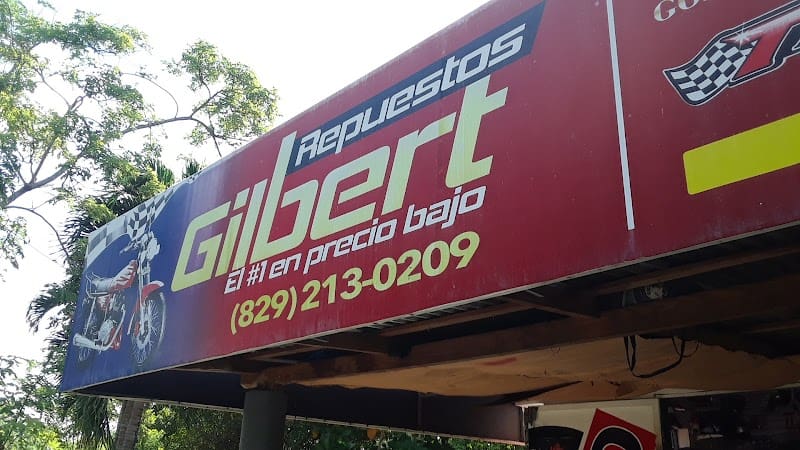 Repuestos
Gilbert
El #1 en precio bajo
(829) 213-0209